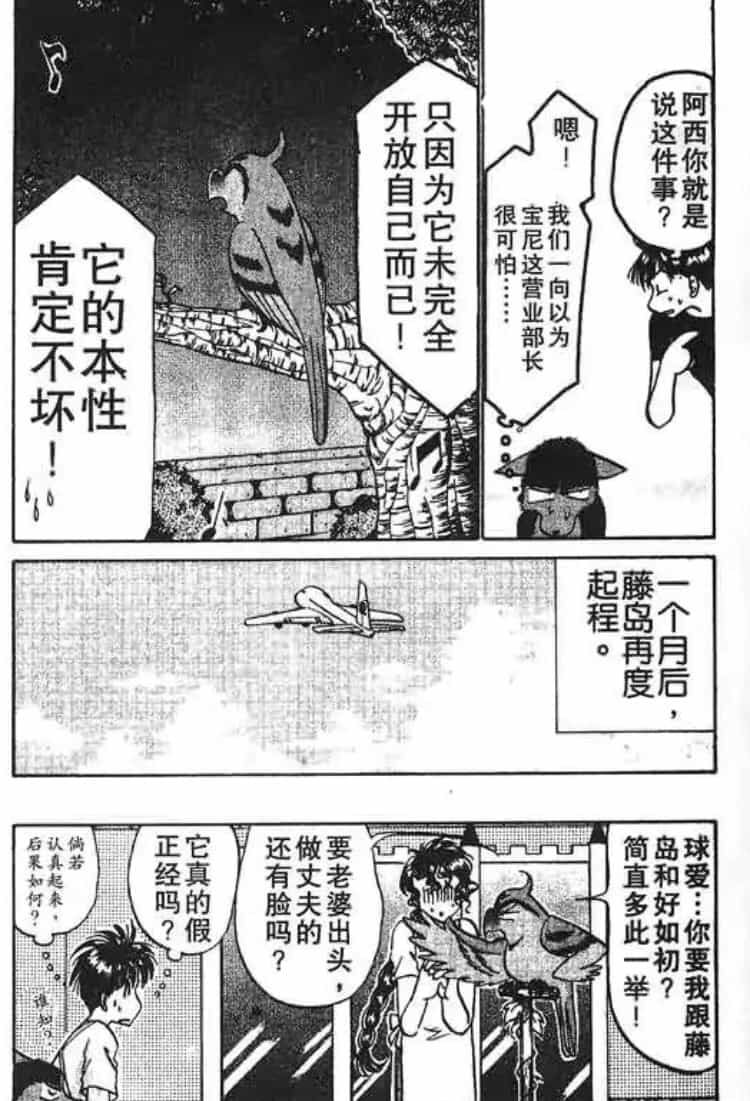 阿西你就是
说这件事？
嗯！
我们一向以为
宝尼这营业部长
很可怕……
只因为它未完全
开放自己而已！
它的本性
肯定不坏！
一个月后，
藤岛再度
起程。
球爱…你要我跟藤
岛和好如初？
简直多此一举！
要老婆出头，
做丈夫的
还有脸吗？
它真的假
正经吗？
倘若
认真起来，
后果如何？
谁知？